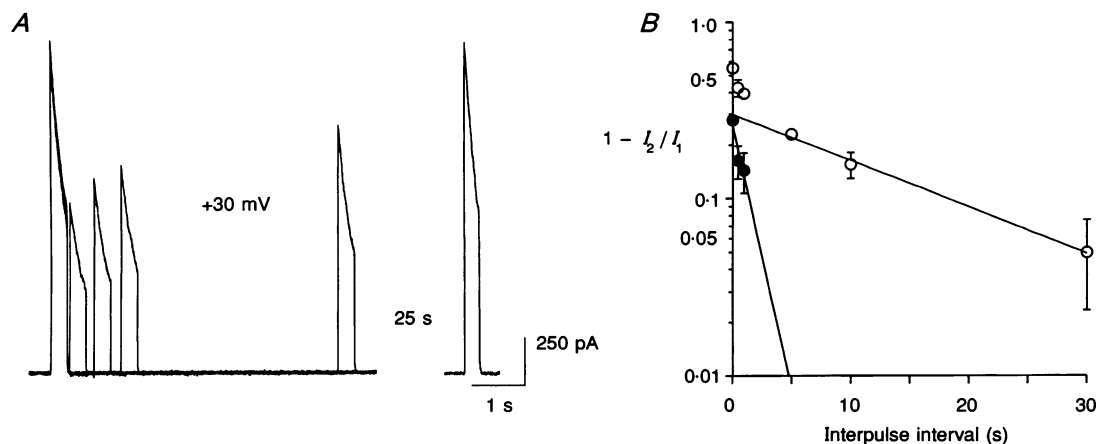 A
+30 mV
25 s
250 pA
1 s
B
1·0
0·5
1 − I₂/I₁
0·1
0·05
0·01
0
10
20
30
Interpulse interval (s)